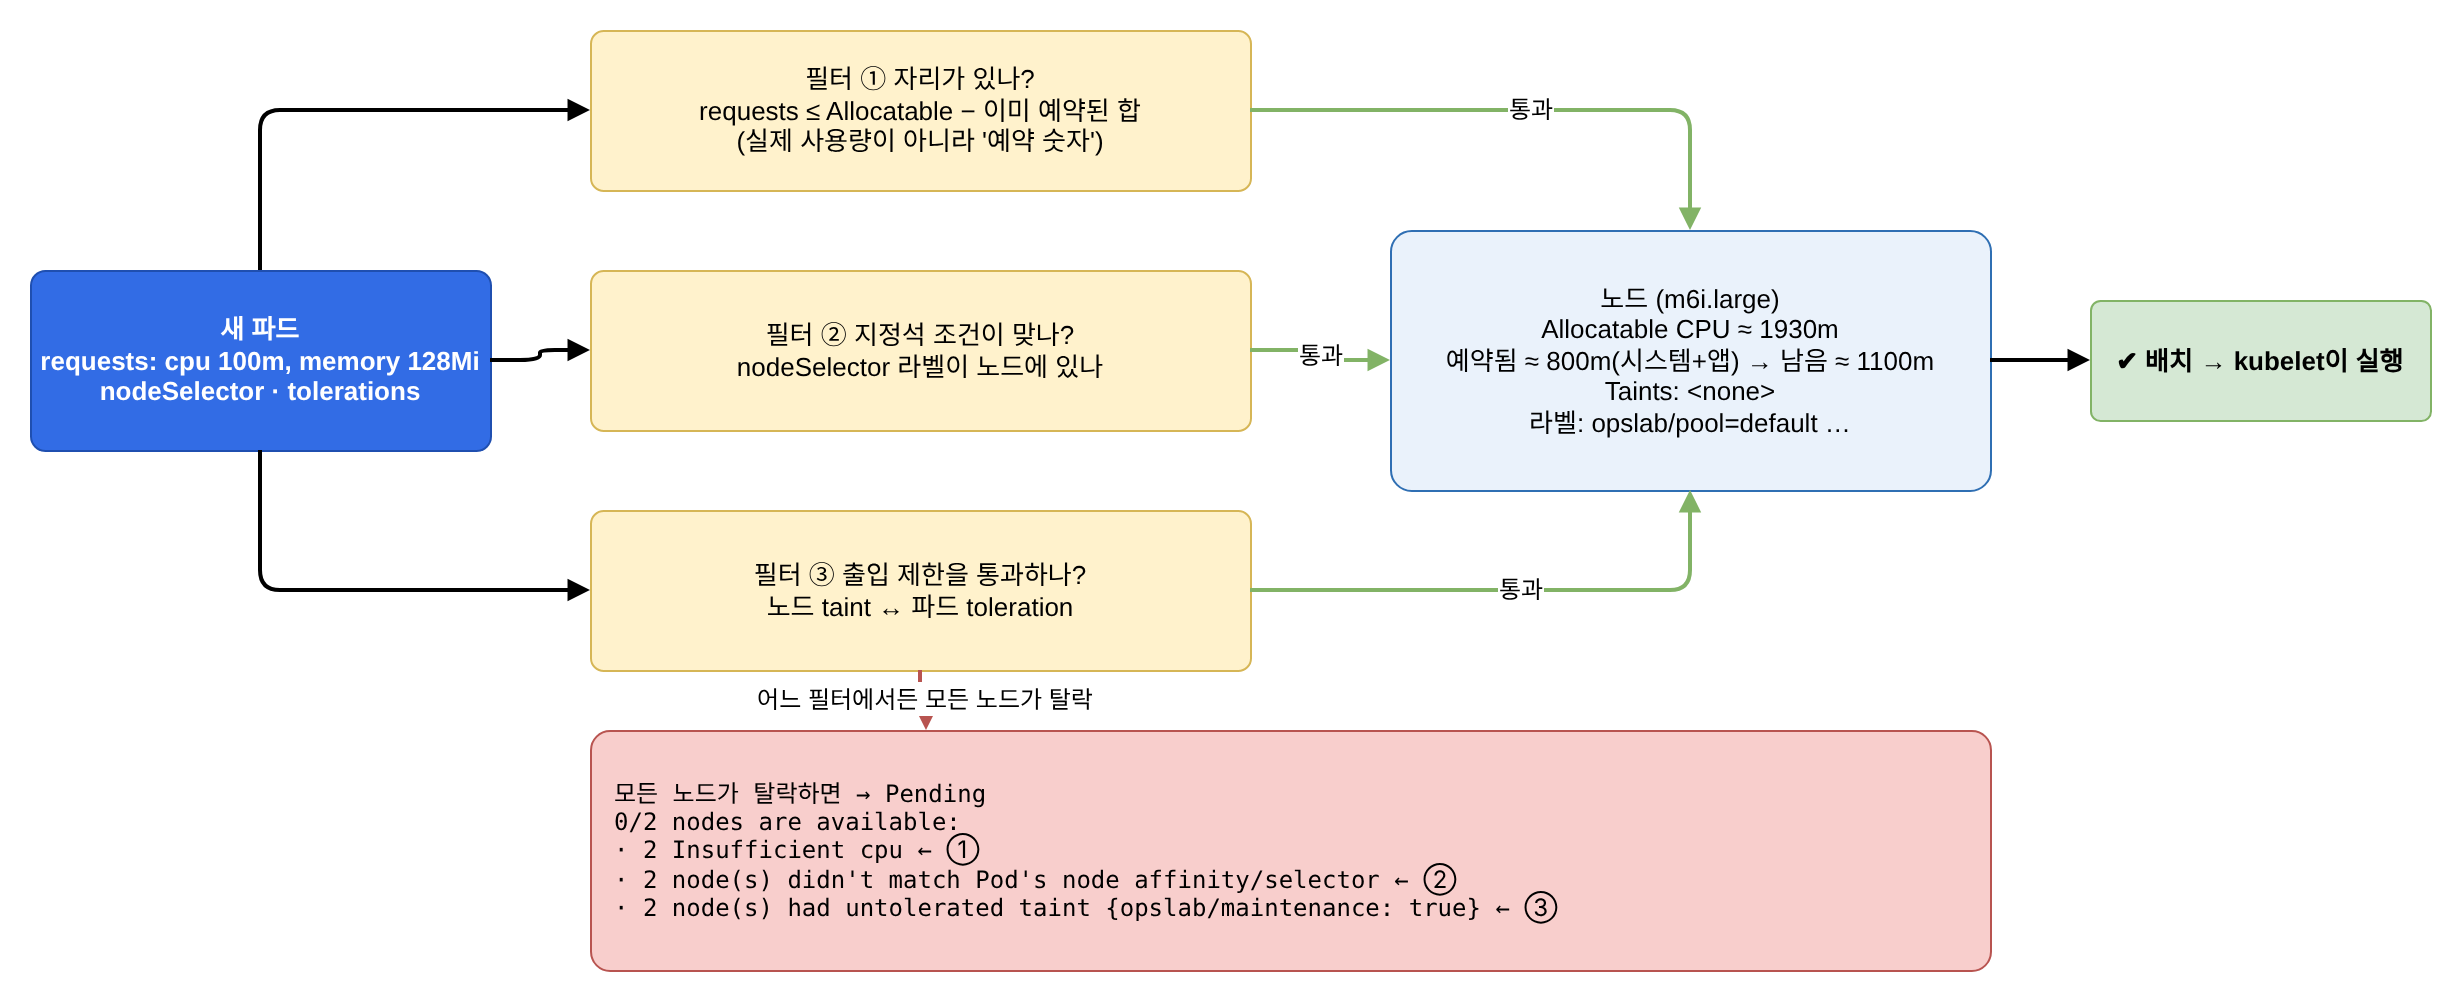 새 파드
requests: cpu 100m, memory 128Mi
nodeSelector · tolerations
필터 ① 자리가 있나?
requests ≤ Allocatable − 이미 예약된 합
(실제 사용량이 아니라 '예약 숫자')
통과
필터 ② 지정석 조건이 맞나?
nodeSelector 라벨이 노드에 있나
통과
필터 ③ 출입 제한을 통과하나?
노드 taint ↔ 파드 toleration
통과
노드 (m6i.large)
Allocatable CPU ≈ 1930m
예약됨 ≈ 800m(시스템+앱) → 남음 ≈ 1100m
Taints: <none>
라벨: opslab/pool=default …
✔ 배치 → kubelet이 실행
어느 필터에서든 모든 노드가 탈락
모든 노드가 탈락하면 → Pending
0/2 nodes are available:
· 2 Insufficient cpu ← ①
· 2 node(s) didn't match Pod's node affinity/selector ← ②
· 2 node(s) had untolerated taint {opslab/maintenance: true} ← ③